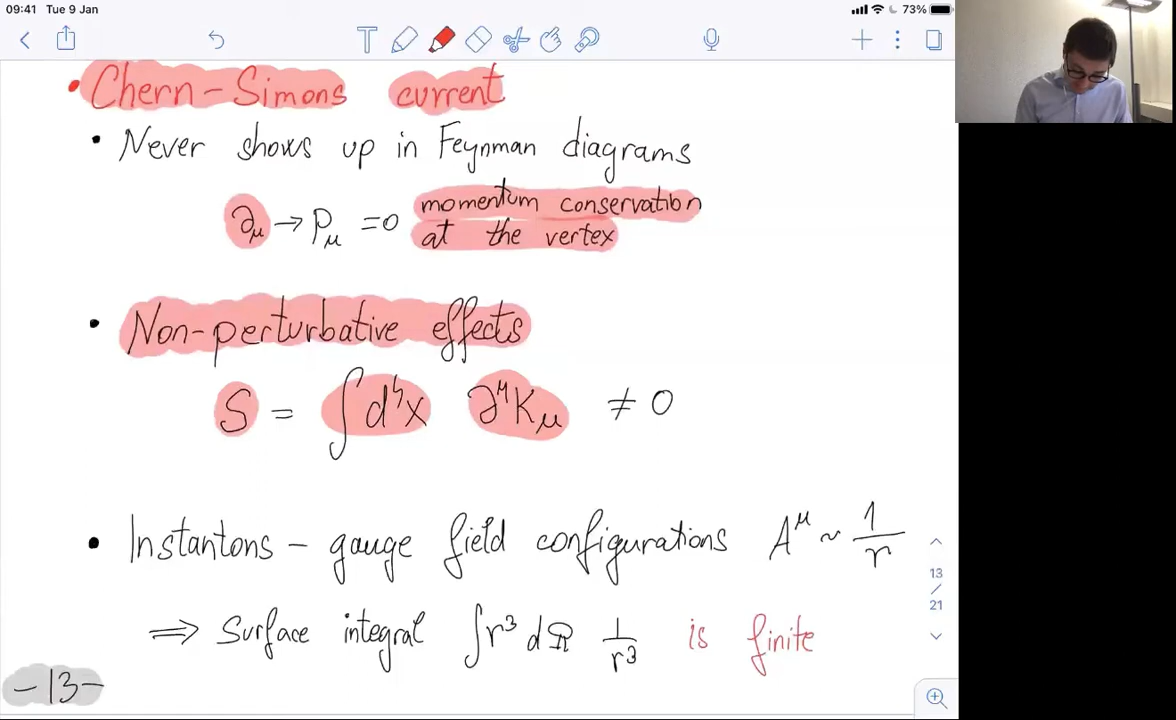 09:41 Tue 9 Jan
73%
• Chern-Simons current
• Never shows up in Feynman diagrams
∂μ → Pμ = 0 momentum conservation
at the vertex
• Non-perturbative effects
S = ∫ d⁴x ∂^μ Kμ ≠ 0
• Instantons – gauge field configurations A^μ ~ 1/r
⇒ Surface integral ∫ r³ dΩ 1/r³ is finite
13
/
21
-13-